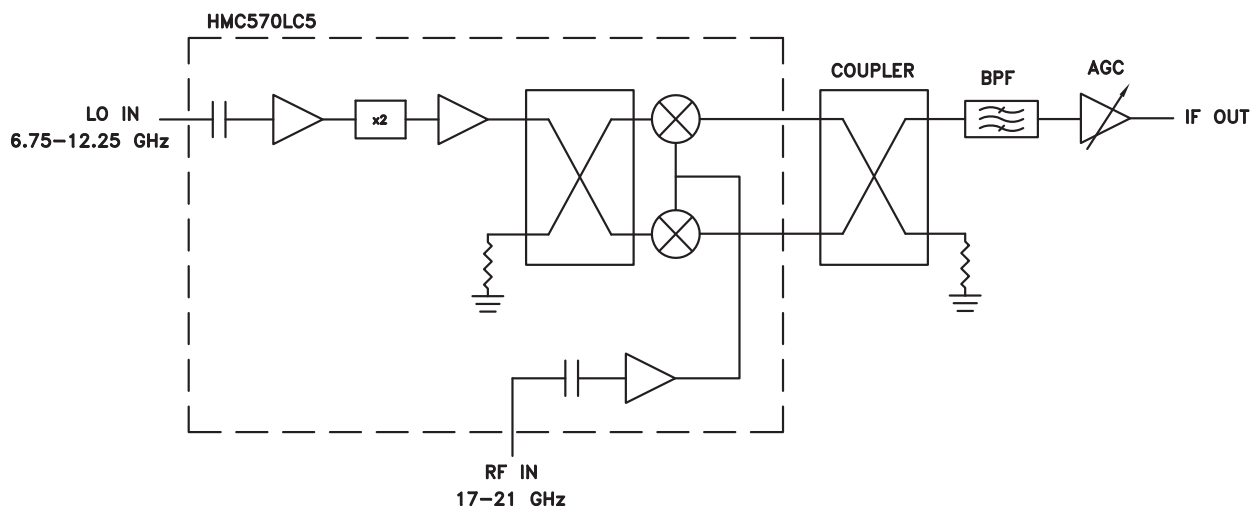 HMC570LC5
LO IN
6.75–12.25 GHz
x2
COUPLER
BPF
AGC
IF OUT
RF IN
17–21 GHz